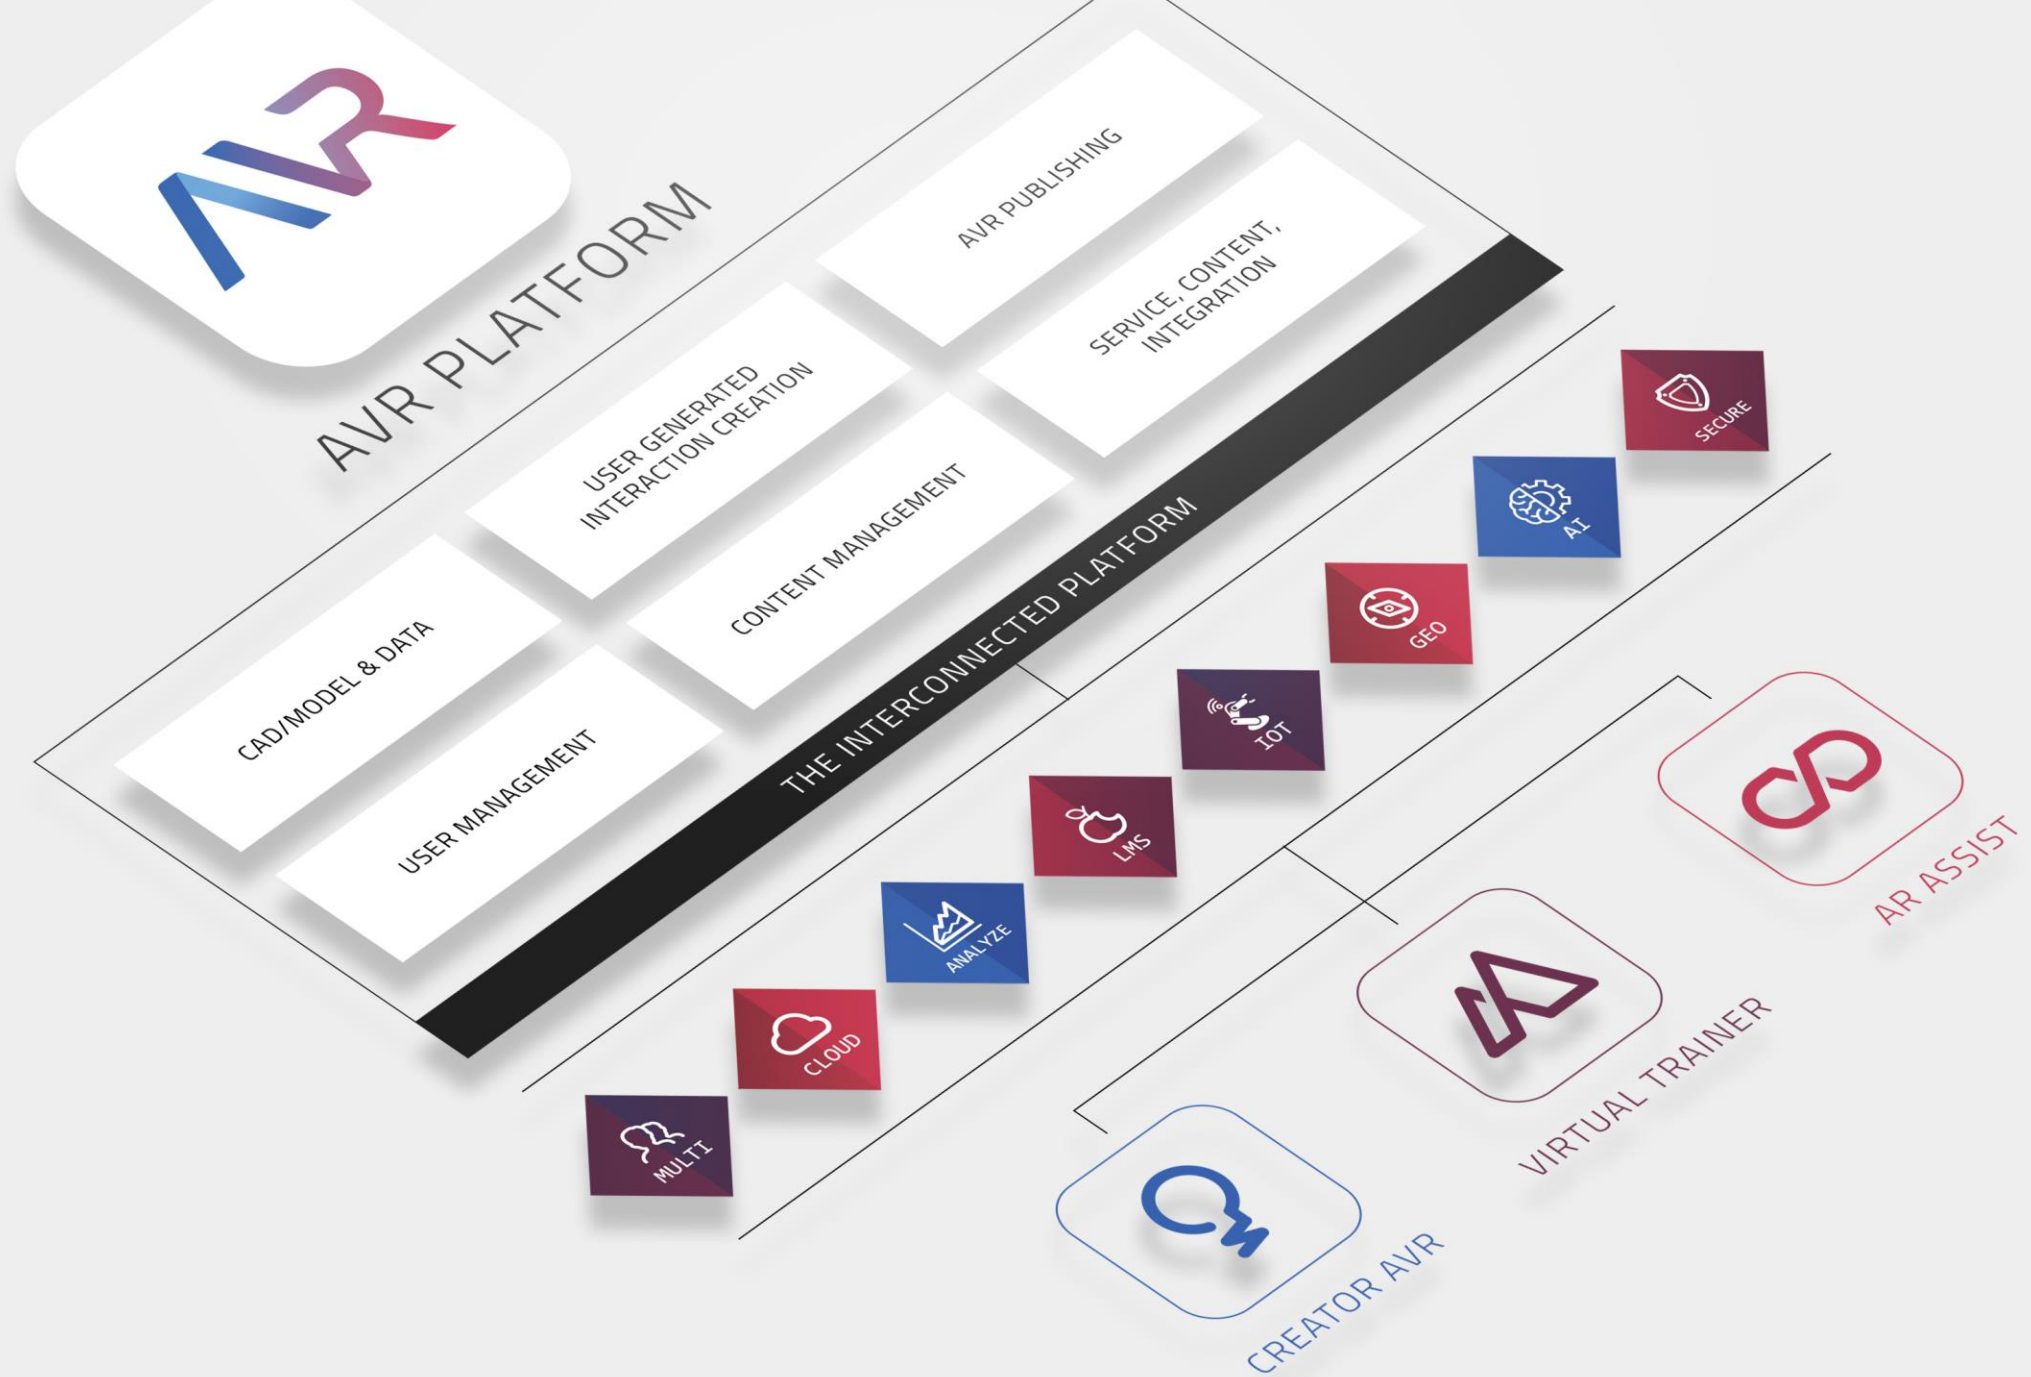 AVR
AVR PLATFORM
CAD/MODEL & DATA
USER GENERATED
INTERACTION CREATION
AVR PUBLISHING
USER MANAGEMENT
CONTENT MANAGEMENT
SERVICE, CONTENT,
INTEGRATION
THE INTERCONNECTED PLATFORM
MULTI
CLOUD
ANALYZE
LMS
IOT
GEO
AI
SECURE
CREATOR AVR
VIRTUAL TRAINER
AR ASSIST